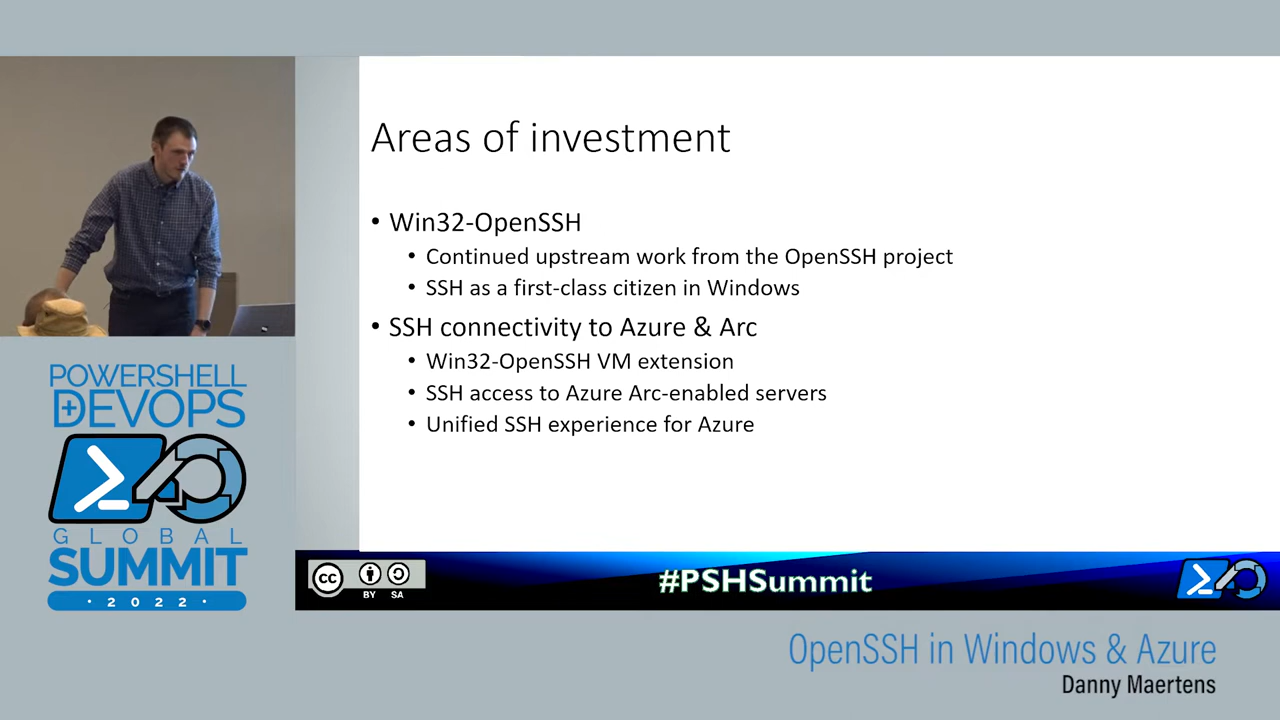 Areas of investment
• Win32-OpenSSH
• Continued upstream work from the OpenSSH project
• SSH as a first-class citizen in Windows
• SSH connectivity to Azure & Arc
• Win32-OpenSSH VM extension
• SSH access to Azure Arc-enabled servers
• Unified SSH experience for Azure
POWERSHELL
DEVOPS
GLOBAL
SUMMIT
· 2022 ·
cc
BY SA
#PSHSummit
OpenSSH in Windows & Azure
Danny Maertens